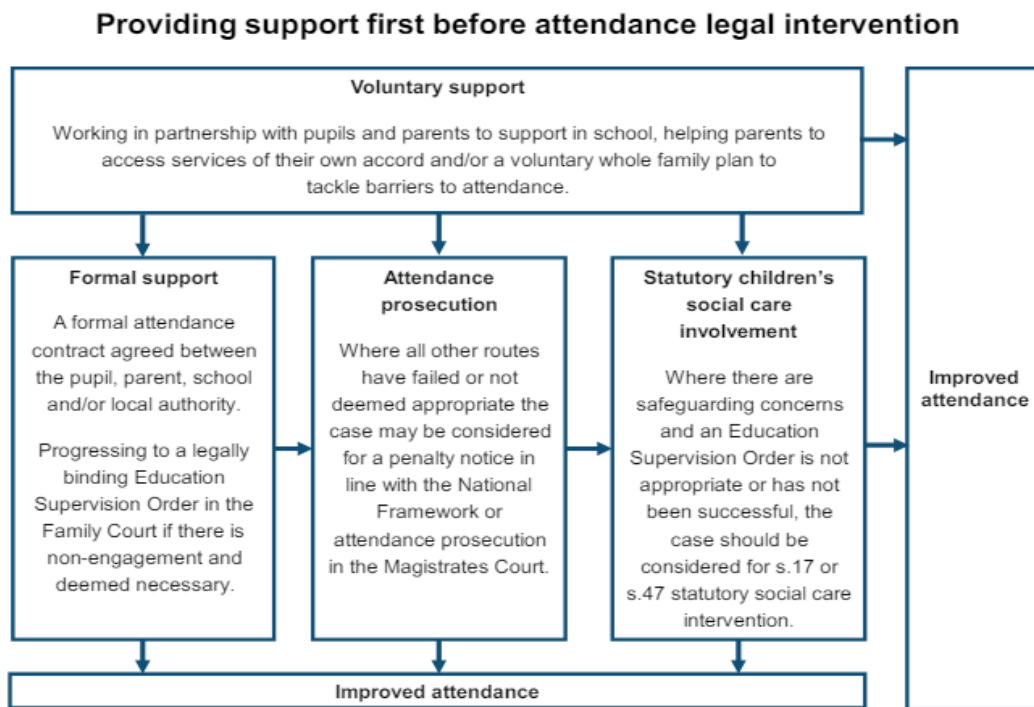 Providing support first before attendance legal intervention
Voluntary support
Working in partnership with pupils and parents to support in school, helping parents to
access services of their own accord and/or a voluntary whole family plan to
tackle barriers to attendance.
Formal support
A formal attendance
contract agreed between
the pupil, parent, school
and/or local authority.
Progressing to a legally
binding Education
Supervision Order in the
Family Court if there is
non-engagement and
deemed necessary.
Attendance
prosecution
Where all other routes
have failed or not
deemed appropriate the
case may be considered
for a penalty notice in
line with the National
Framework or
attendance prosecution
in the Magistrates Court.
Statutory children's
social care
involvement
Where there are
safeguarding concerns
and an Education
Supervision Order is not
appropriate or has not
been successful, the
case should be
considered for s.17 or
s.47 statutory social care
intervention.
Improved
attendance
Improved attendance